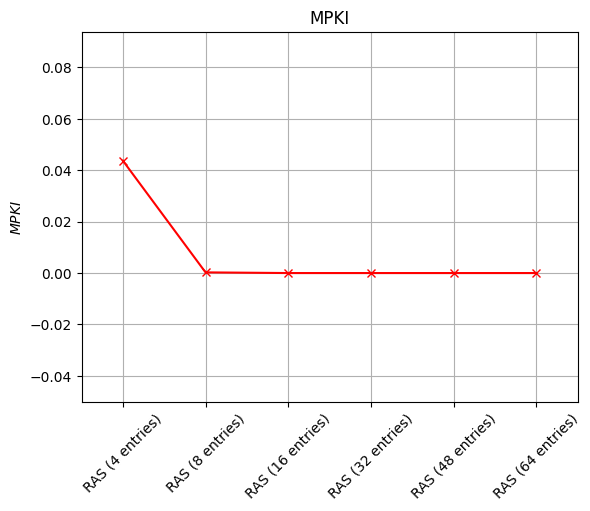 MPKI
0.08
0.06
0.04
0.02
0.00
−0.02
−0.04
MPKI
RAS (4 entries)
RAS (8 entries)
RAS (16 entries)
RAS (32 entries)
RAS (48 entries)
RAS (64 entries)